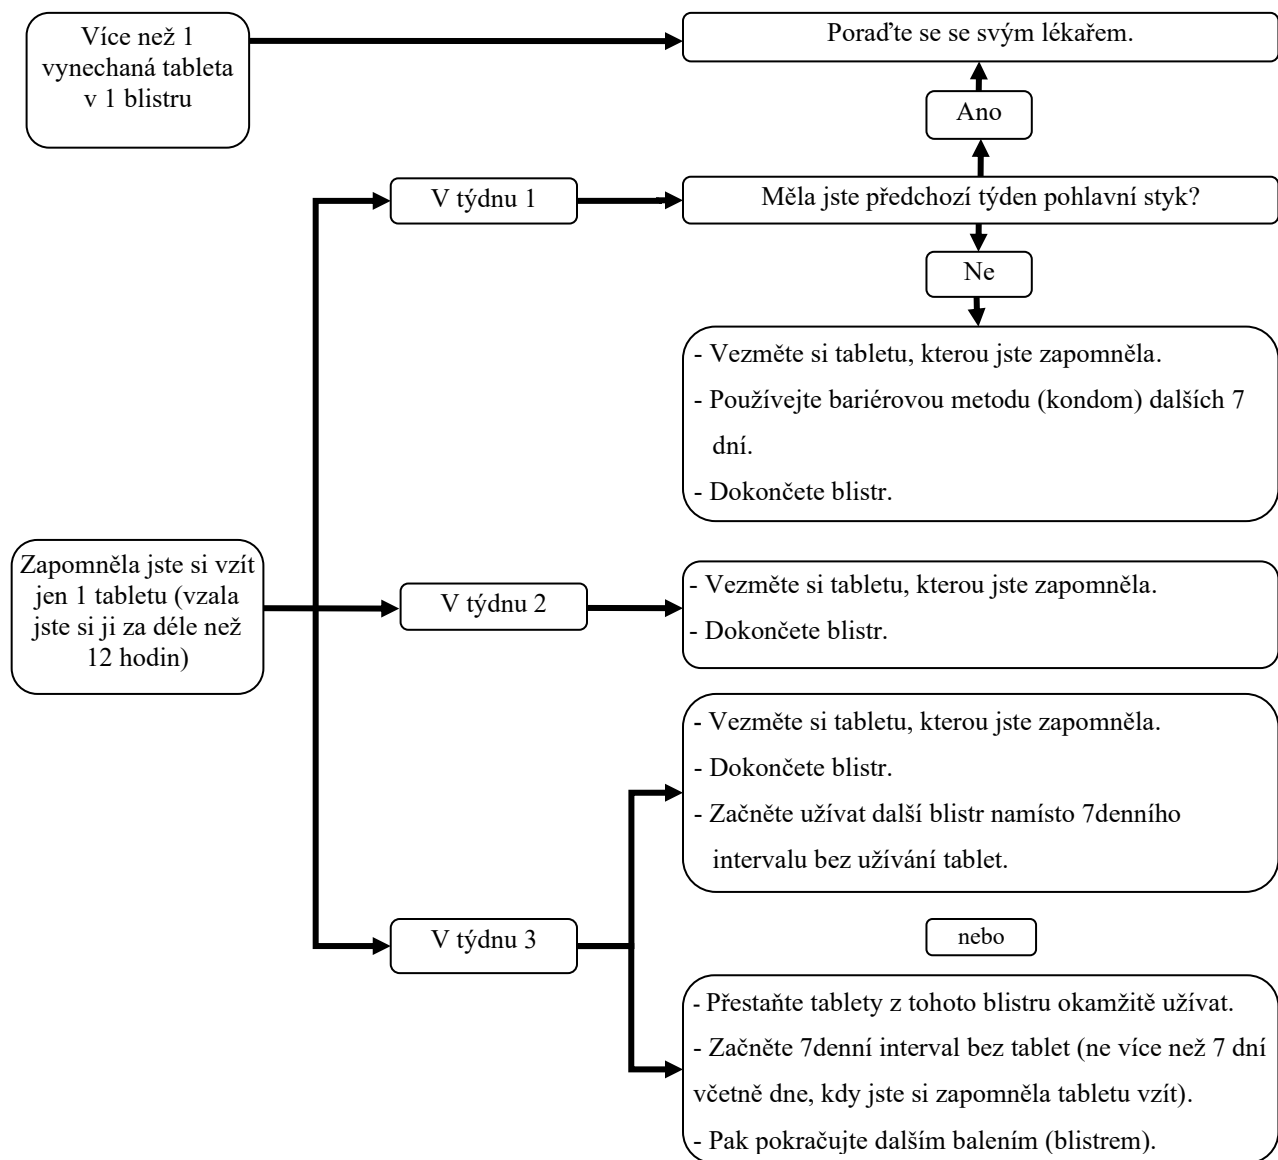 Více než 1
vynechaná tableta
v 1 blistru
Poraďte se se svým lékařem.
Ano
V týdnu 1
Měla jste předchozí týden pohlavní styk?
Ne
- Vezměte si tabletu, kterou jste zapomněla.
- Používejte bariérovou metodu (kondom) dalších 7
dní.
- Dokončete blistr.
Zapomněla jste si vzít
jen 1 tabletu (vzala
jste si ji za déle než
12 hodin)
V týdnu 2
- Vezměte si tabletu, kterou jste zapomněla.
- Dokončete blistr.
- Vezměte si tabletu, kterou jste zapomněla.
- Dokončete blistr.
- Začněte užívat další blistr namísto 7denního
intervalu bez užívání tablet.
V týdnu 3
nebo
- Přestaňte tablety z tohoto blistru okamžitě užívat.
- Začněte 7denní interval bez tablet (ne více než 7 dní
včetně dne, kdy jste si zapomněla tabletu vzít).
- Pak pokračujte dalším balením (blistrem).